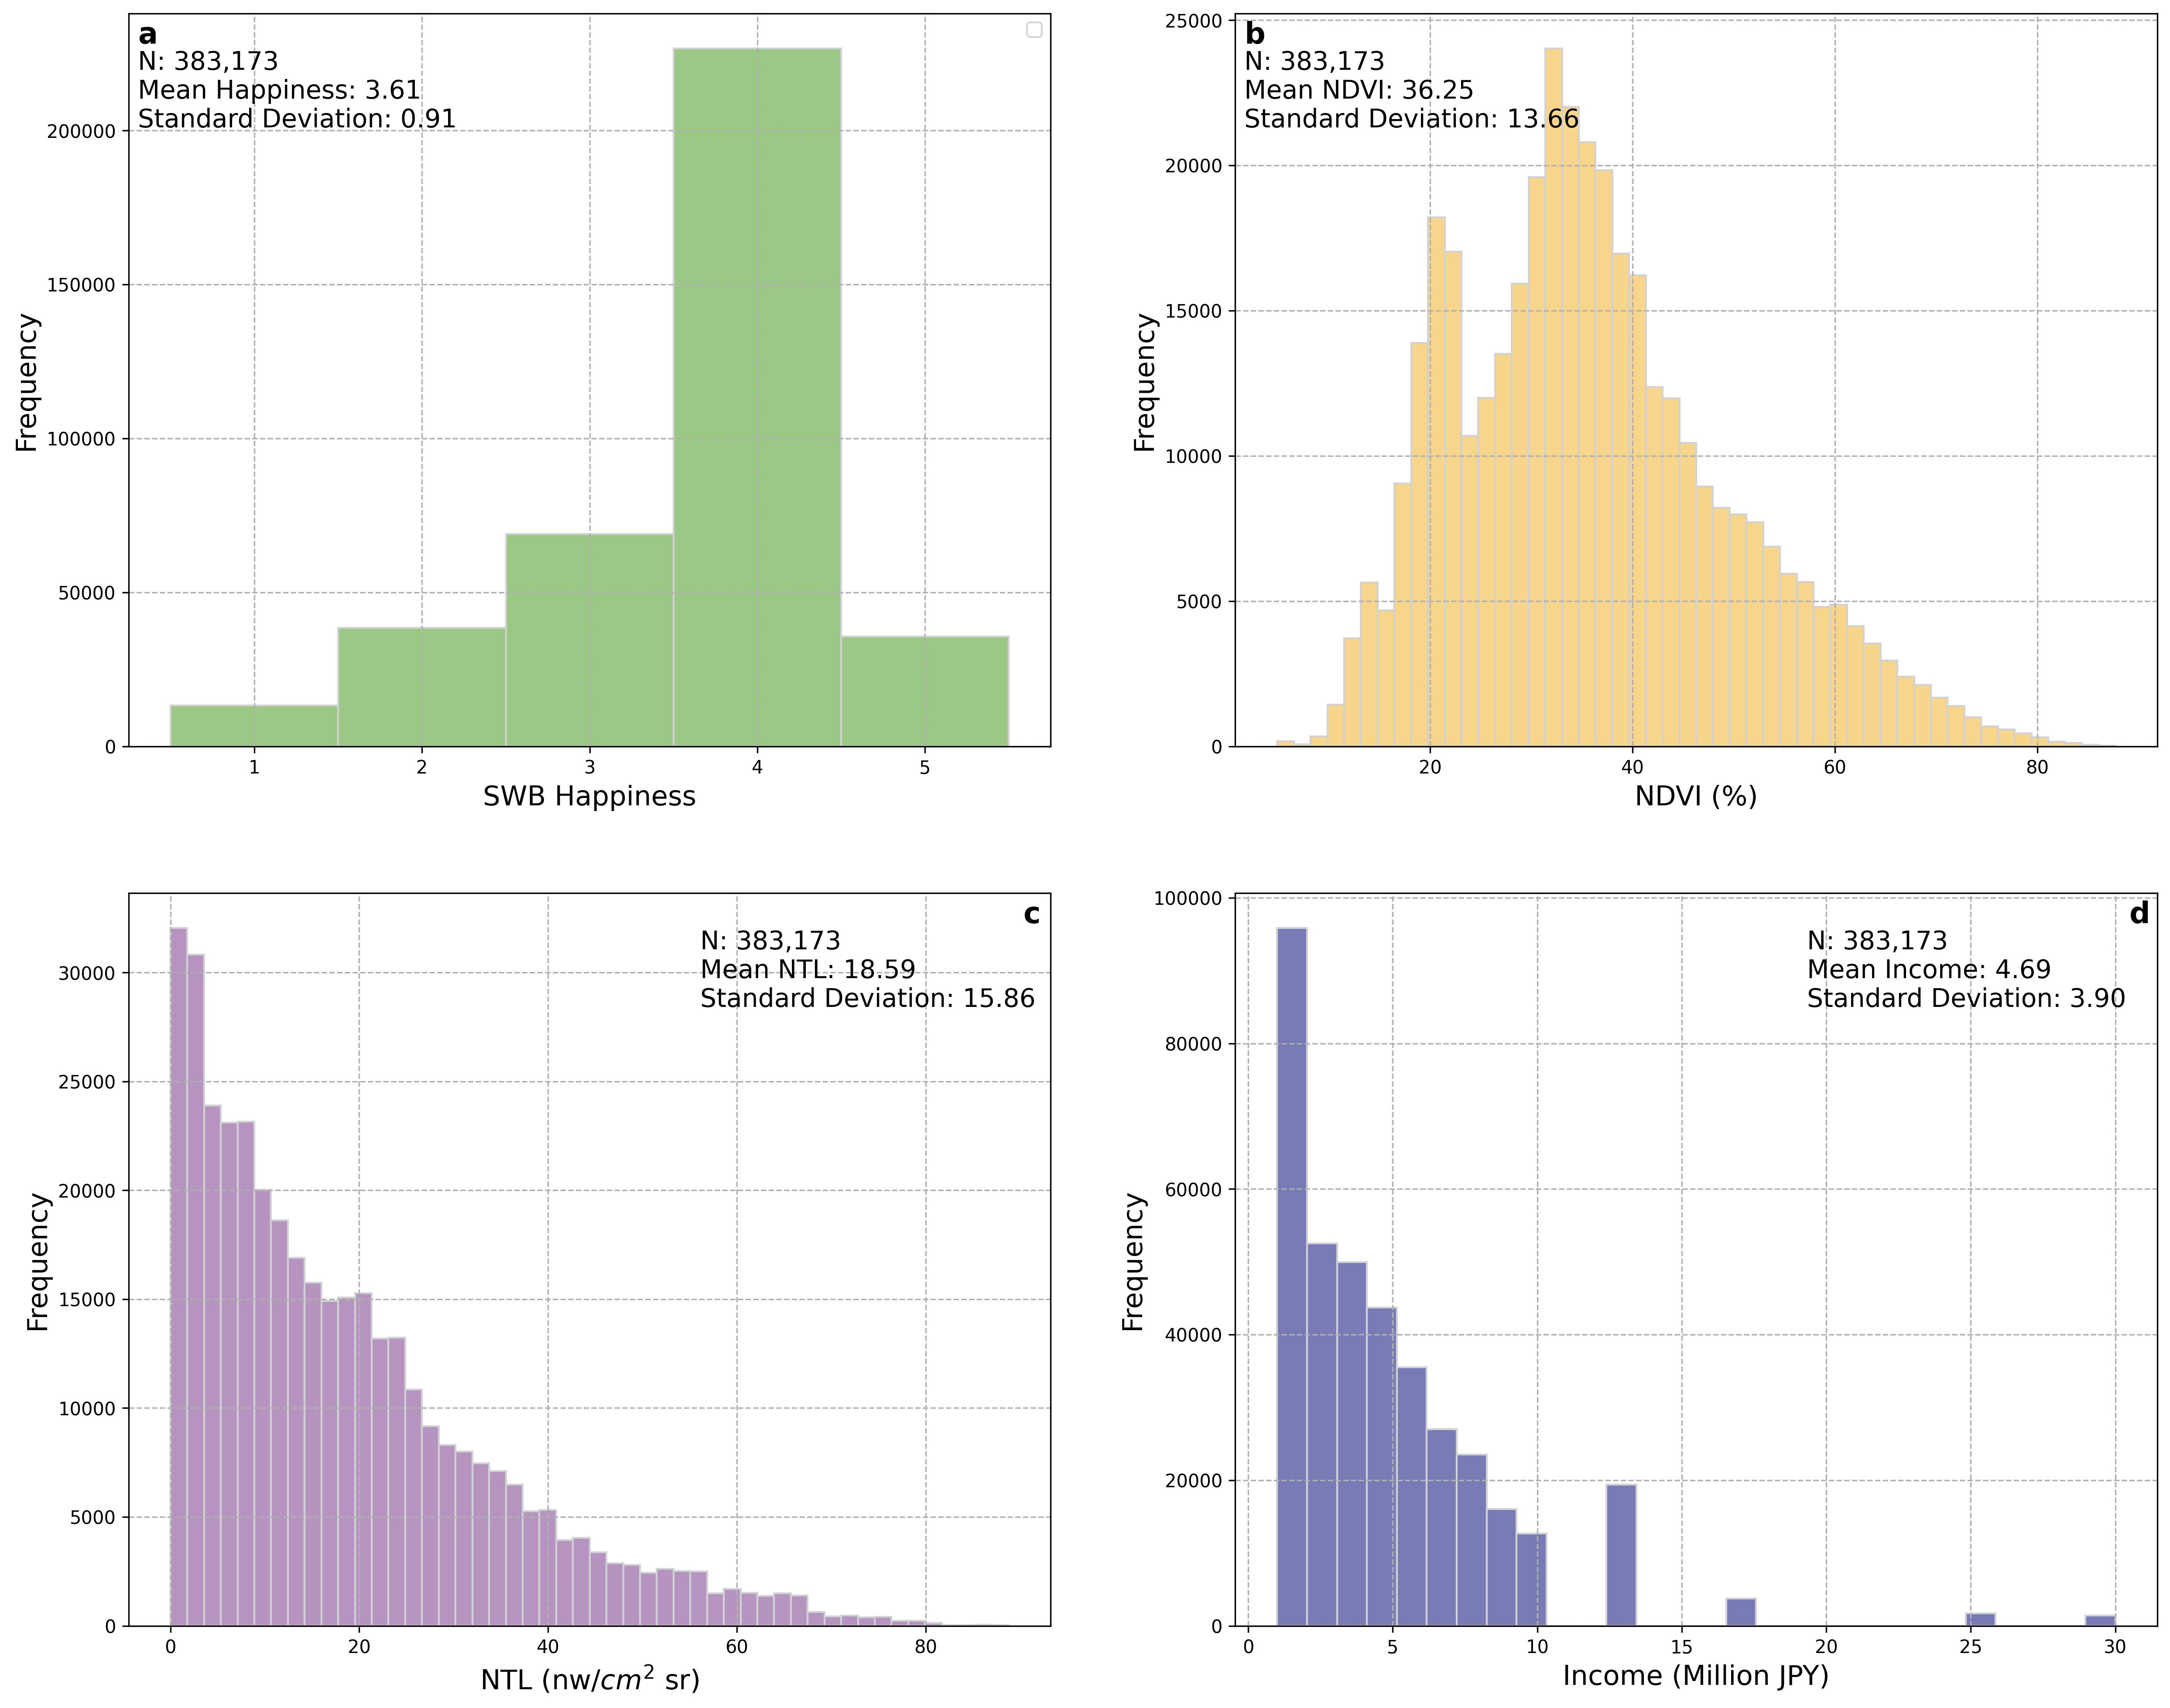 a
N: 383,173
Mean Happiness: 3.61
Standard Deviation: 0.91
Frequency
200000
150000
100000
50000
0
1 2 3 4 5
SWB Happiness
b
N: 383,173
Mean NDVI: 36.25
Standard Deviation: 13.66
Frequency
25000
20000
15000
10000
5000
0
20 40 60 80
NDVI (%)
c
N: 383,173
Mean NTL: 18.59
Standard Deviation: 15.86
Frequency
30000
25000
20000
15000
10000
5000
0
0 20 40 60 80
NTL (nw/cm² sr)
d
N: 383,173
Mean Income: 4.69
Standard Deviation: 3.90
Frequency
100000
80000
60000
40000
20000
0
0 5 10 15 20 25 30
Income (Million JPY)